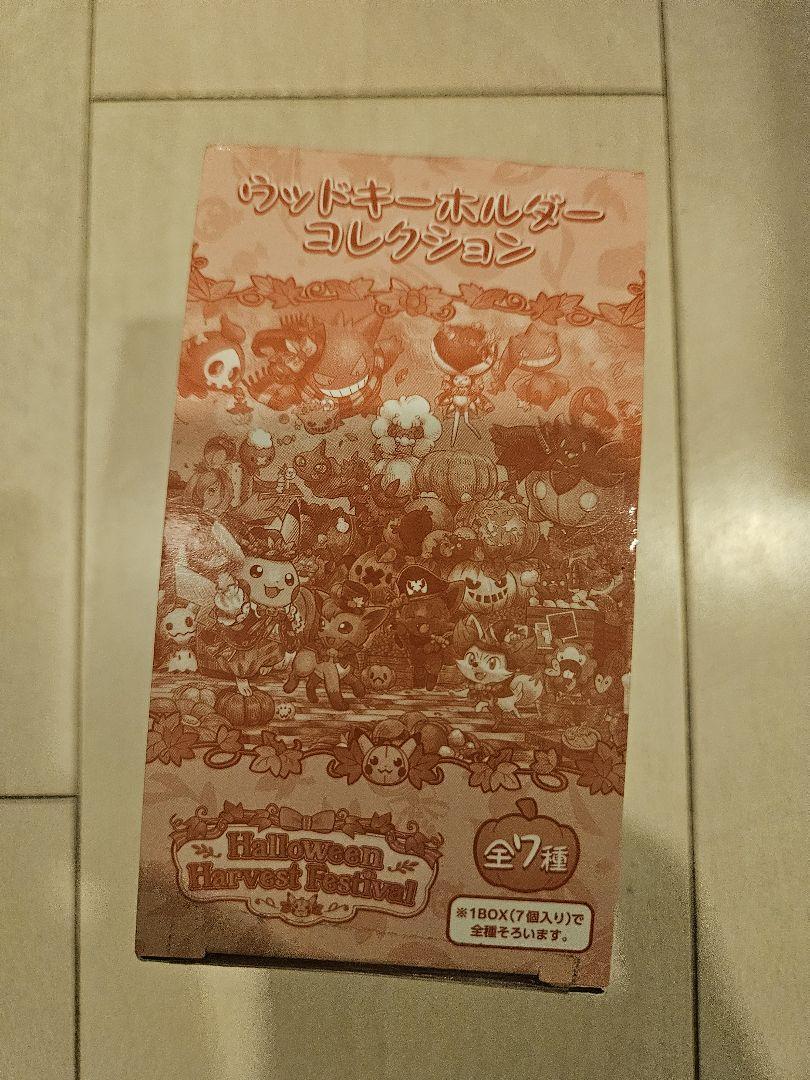 ウッドキーホルダー
コレクション
Halloween
Harvest Festival
全7種
※1BOX(7個入り)で
全種そろいます。